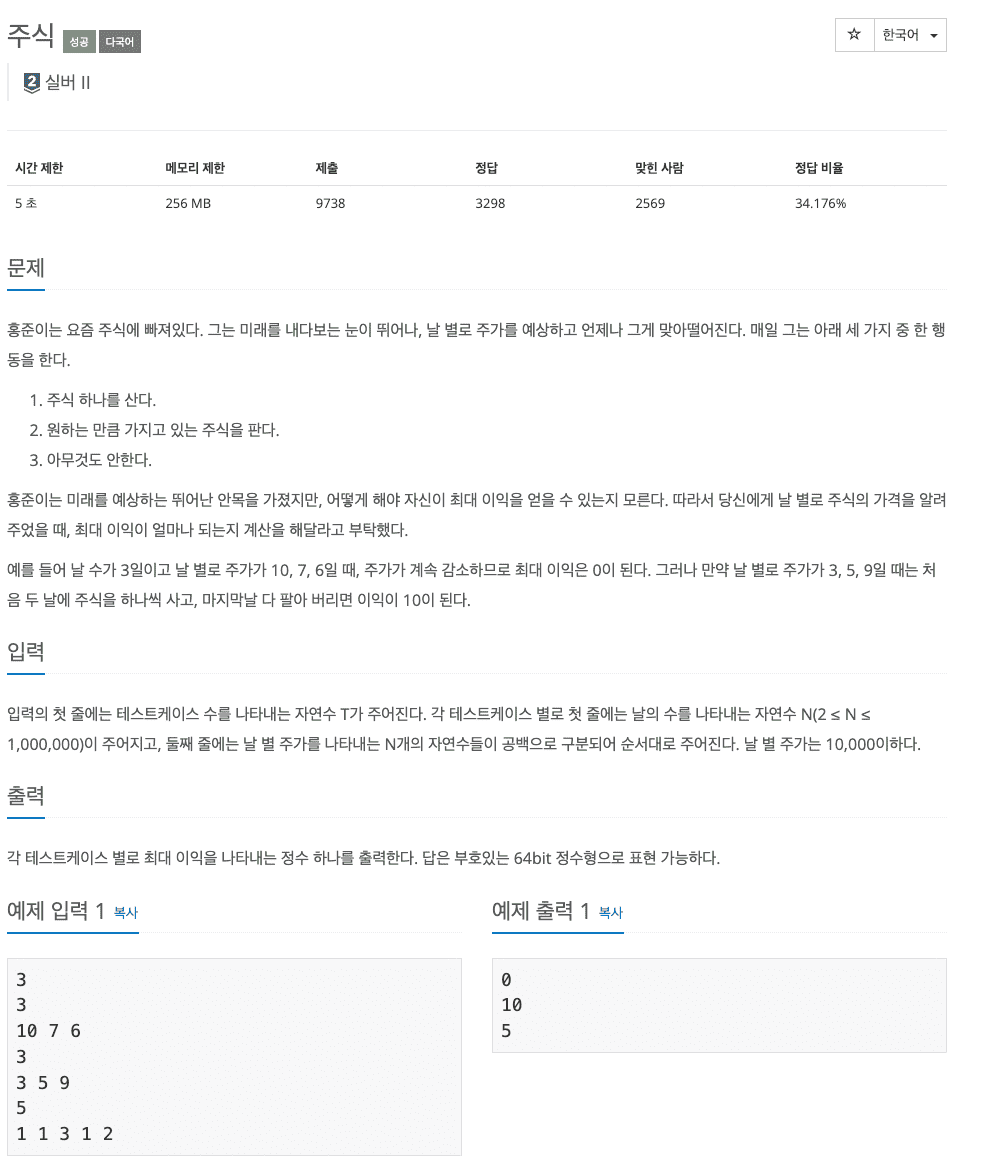 주식 성공 다국어
☆ 한국어
2 실버 II
시간 제한 메모리 제한 제출 정답 맞힌 사람 정답 비율
5 초 256 MB 9738 3298 2569 34.176%
문제
홍준이는 요즘 주식에 빠져있다. 그는 미래를 내다보는 눈이 뛰어나, 날 별로 주가를 예상하고 언제나 그게 맞아떨어진다. 매일 그는 아래 세 가지 중 한 행
동을 한다.
1. 주식 하나를 산다.
2. 원하는 만큼 가지고 있는 주식을 판다.
3. 아무것도 안한다.
홍준이는 미래를 예상하는 뛰어난 안목을 가졌지만, 어떻게 해야 자신이 최대 이익을 얻을 수 있는지 모른다. 따라서 당신에게 날 별로 주식의 가격을 알려
주었을 때, 최대 이익이 얼마나 되는지 계산을 해달라고 부탁했다.
예를 들어 날 수가 3일이고 날 별로 주가가 10, 7, 6일 때, 주가가 계속 감소하므로 최대 이익은 0이 된다. 그러나 만약 날 별로 주가가 3, 5, 9일 때는 처
음 두 날에 주식을 하나씩 사고, 마지막날 다 팔아 버리면 이익이 10이 된다.
입력
입력의 첫 줄에는 테스트케이스 수를 나타내는 자연수 T가 주어진다. 각 테스트케이스 별로 첫 줄에는 날의 수를 나타내는 자연수 N(2 ≤ N ≤
1,000,000)이 주어지고, 둘째 줄에는 날 별 주가를 나타내는 N개의 자연수들이 공백으로 구분되어 순서대로 주어진다. 날 별 주가는 10,000이하다.
출력
각 테스트케이스 별로 최대 이익을 나타내는 정수 하나를 출력한다. 답은 부호있는 64bit 정수형으로 표현 가능하다.
예제 입력 1 복사
3
3
10 7 6
3
3 5 9
5
1 1 3 1 2
예제 출력 1 복사
0
10
5